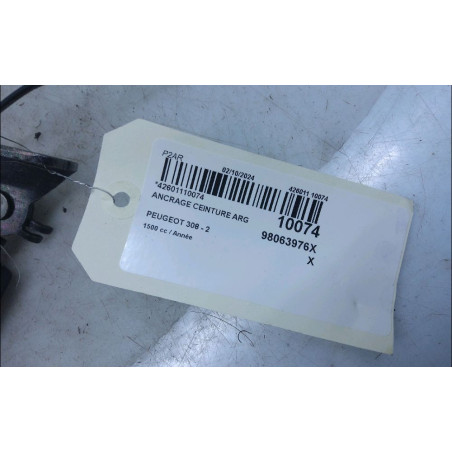 P2AR
02/10/2024
426011 10074
*42601110074
ANCRAGE CEINTURE ARG
10074
PEUGEOT 308 - 2
98063976X
1500 cc / Année
X